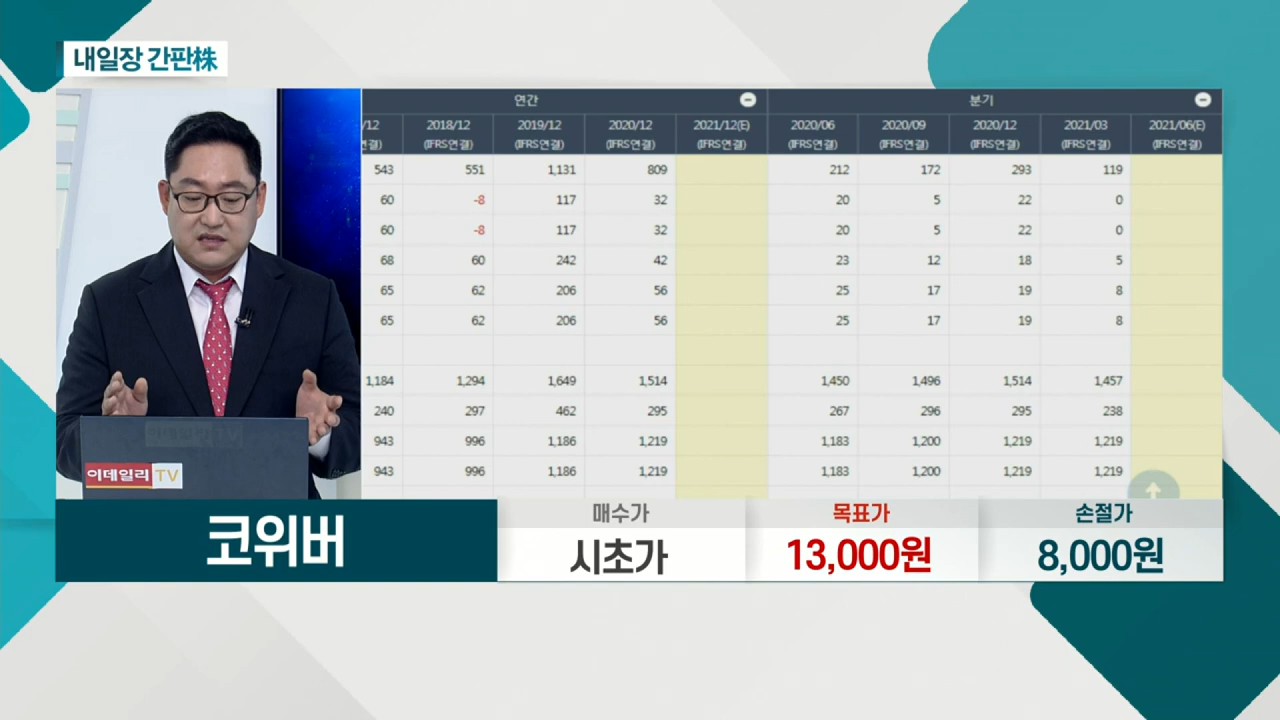 내일장 간판株
연간 분기
/12 2018/12 2019/12 2020/12 2021/12(E) 2020/06 2020/09 2020/12 2021/03 2021/06(E)
결) (IFRS연결) (IFRS연결) (IFRS연결) (IFRS연결) (IFRS연결) (IFRS연결) (IFRS연결) (IFRS연결) (IFRS연결)
543 551 1,131 809 212 172 293 119
60 -8 117 32 20 5 22 0
60 -8 117 32 20 5 22 0
68 60 242 42 23 12 18 5
65 62 206 56 25 17 19 8
65 62 206 56 25 17 19 8
1,184 1,294 1,649 1,514 1,450 1,496 1,514 1,457
240 297 462 295 267 296 295 238
943 996 1,186 1,219 1,183 1,200 1,219 1,219
943 996 1,186 1,219 1,183 1,200 1,219 1,219
이데일리 TV
코위버
매수가
시초가
목표가
13,000원
손절가
8,000원